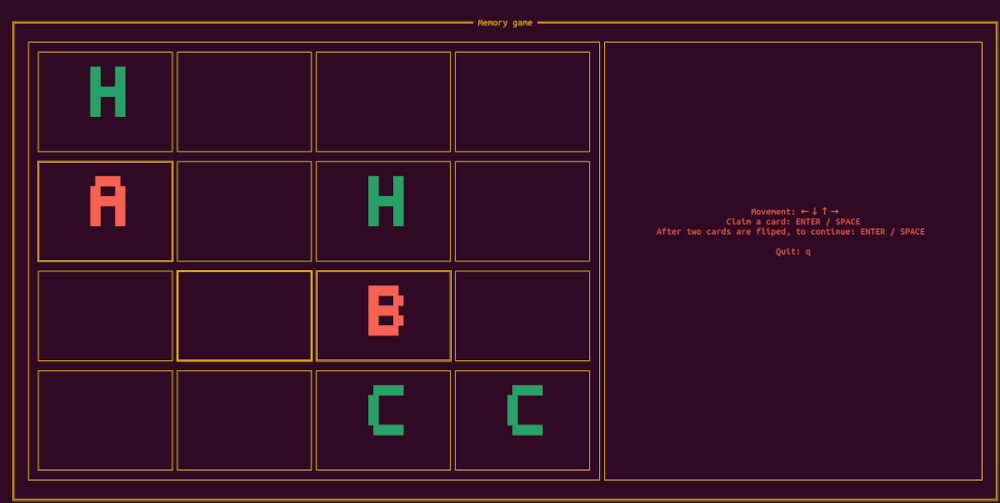 Memory game
H
A
H
B
C C
Movement: ←↓↑→
Claim a card: ENTER / SPACE
After two cards are fliped, to continue: ENTER / SPACE
Quit: q